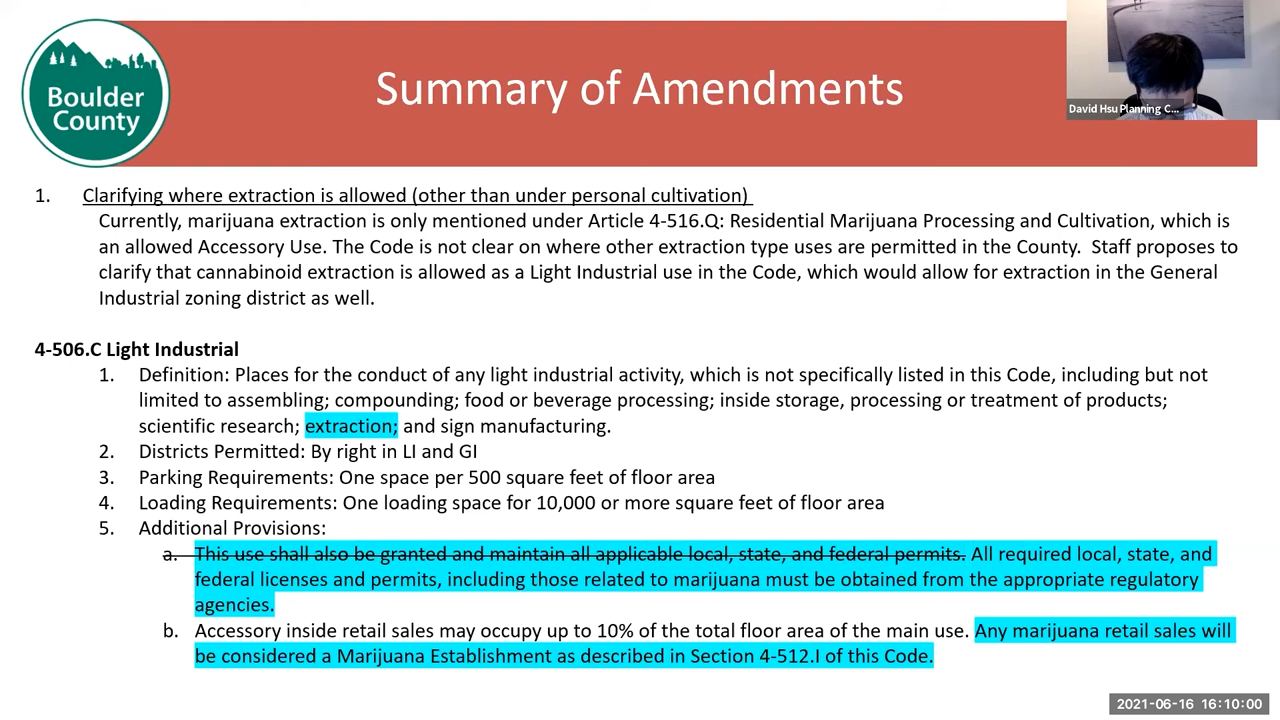 Boulder
County
Summary of Amendments
David Hsu Planning C...
1. Clarifying where extraction is allowed (other than under personal cultivation)
Currently, marijuana extraction is only mentioned under Article 4-516.Q: Residential Marijuana Processing and Cultivation, which is
an allowed Accessory Use. The Code is not clear on where other extraction type uses are permitted in the County. Staff proposes to
clarify that cannabinoid extraction is allowed as a Light Industrial use in the Code, which would allow for extraction in the General
Industrial zoning district as well.
4-506.C Light Industrial
1. Definition: Places for the conduct of any light industrial activity, which is not specifically listed in this Code, including but not
limited to assembling; compounding; food or beverage processing; inside storage, processing or treatment of products;
scientific research; extraction; and sign manufacturing.
2. Districts Permitted: By right in LI and GI
3. Parking Requirements: One space per 500 square feet of floor area
4. Loading Requirements: One loading space for 10,000 or more square feet of floor area
5. Additional Provisions:
a. This use shall also be granted and maintain all applicable local, state, and federal permits. All required local, state, and
federal licenses and permits, including those related to marijuana must be obtained from the appropriate regulatory
agencies.
b. Accessory inside retail sales may occupy up to 10% of the total floor area of the main use. Any marijuana retail sales will
be considered a Marijuana Establishment as described in Section 4-512.I of this Code.
2021-06-16 16:10:00